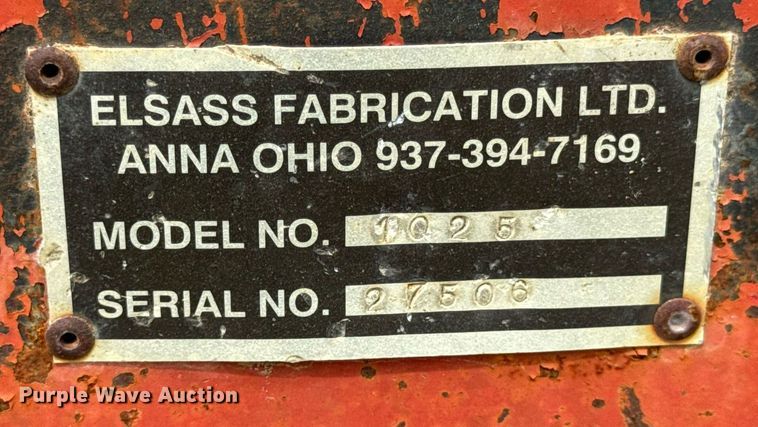 ELSASS FABRICATION LTD.
ANNA OHIO 937-394-7169
MODEL NO. 1025
SERIAL NO. 27506
Purple Wave Auction